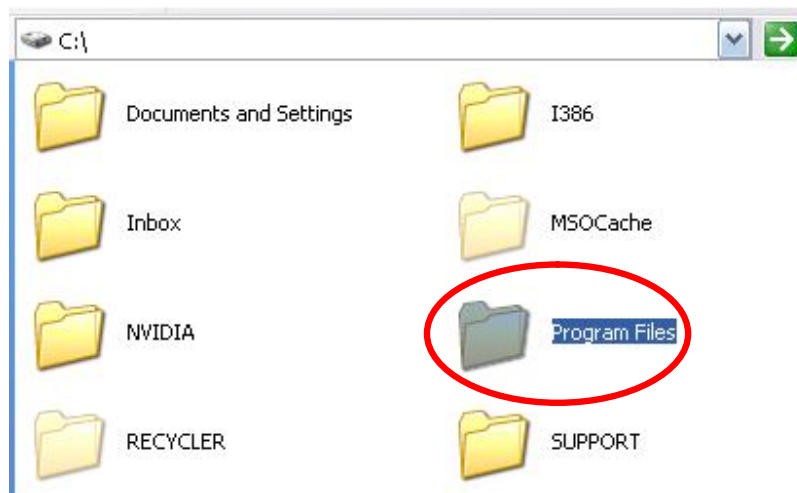 C:\
Documents and Settings
I386
Inbox
MSOCache
NVIDIA
Program Files
RECYCLER
SUPPORT